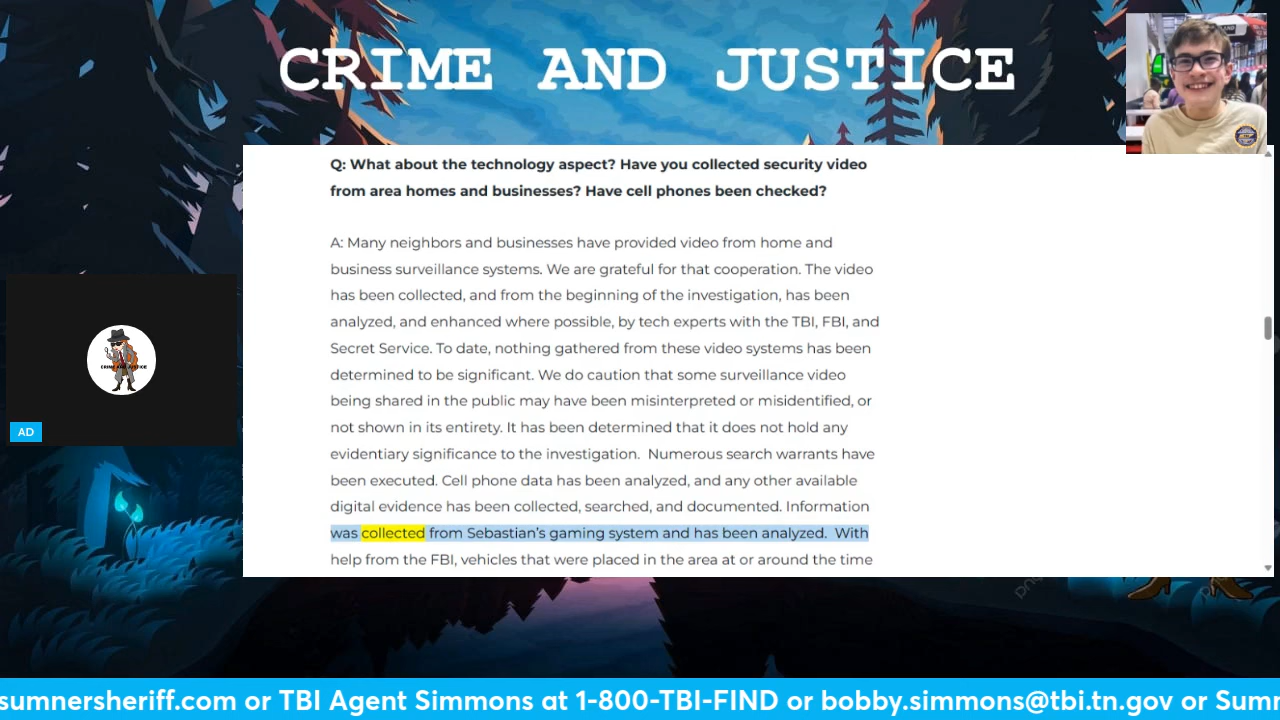 CRIME AND JUSTICE
Q: What about the technology aspect? Have you collected security video
from area homes and businesses? Have cell phones been checked?
A: Many neighbors and businesses have provided video from home and
business surveillance systems. We are grateful for that cooperation. The video
has been collected, and from the beginning of the investigation, has been
analyzed, and enhanced where possible, by tech experts with the TBI, FBI, and
Secret Service. To date, nothing gathered from these video systems has been
determined to be significant. We do caution that some surveillance video
being shared in the public may have been misinterpreted or misidentified, or
not shown in its entirety. It has been determined that it does not hold any
evidentiary significance to the investigation.  Numerous search warrants have
been executed. Cell phone data has been analyzed, and any other available
digital evidence has been collected, searched, and documented. Information
was collected from Sebastian's gaming system and has been analyzed.  With
help from the FBI, vehicles that were placed in the area at or around the time
CRIME AND JUSTICE
AD
sumnersheriff.com or TBI Agent Simmons at 1-800-TBI-FIND or bobby.simmons@tbi.tn.gov or Sumn